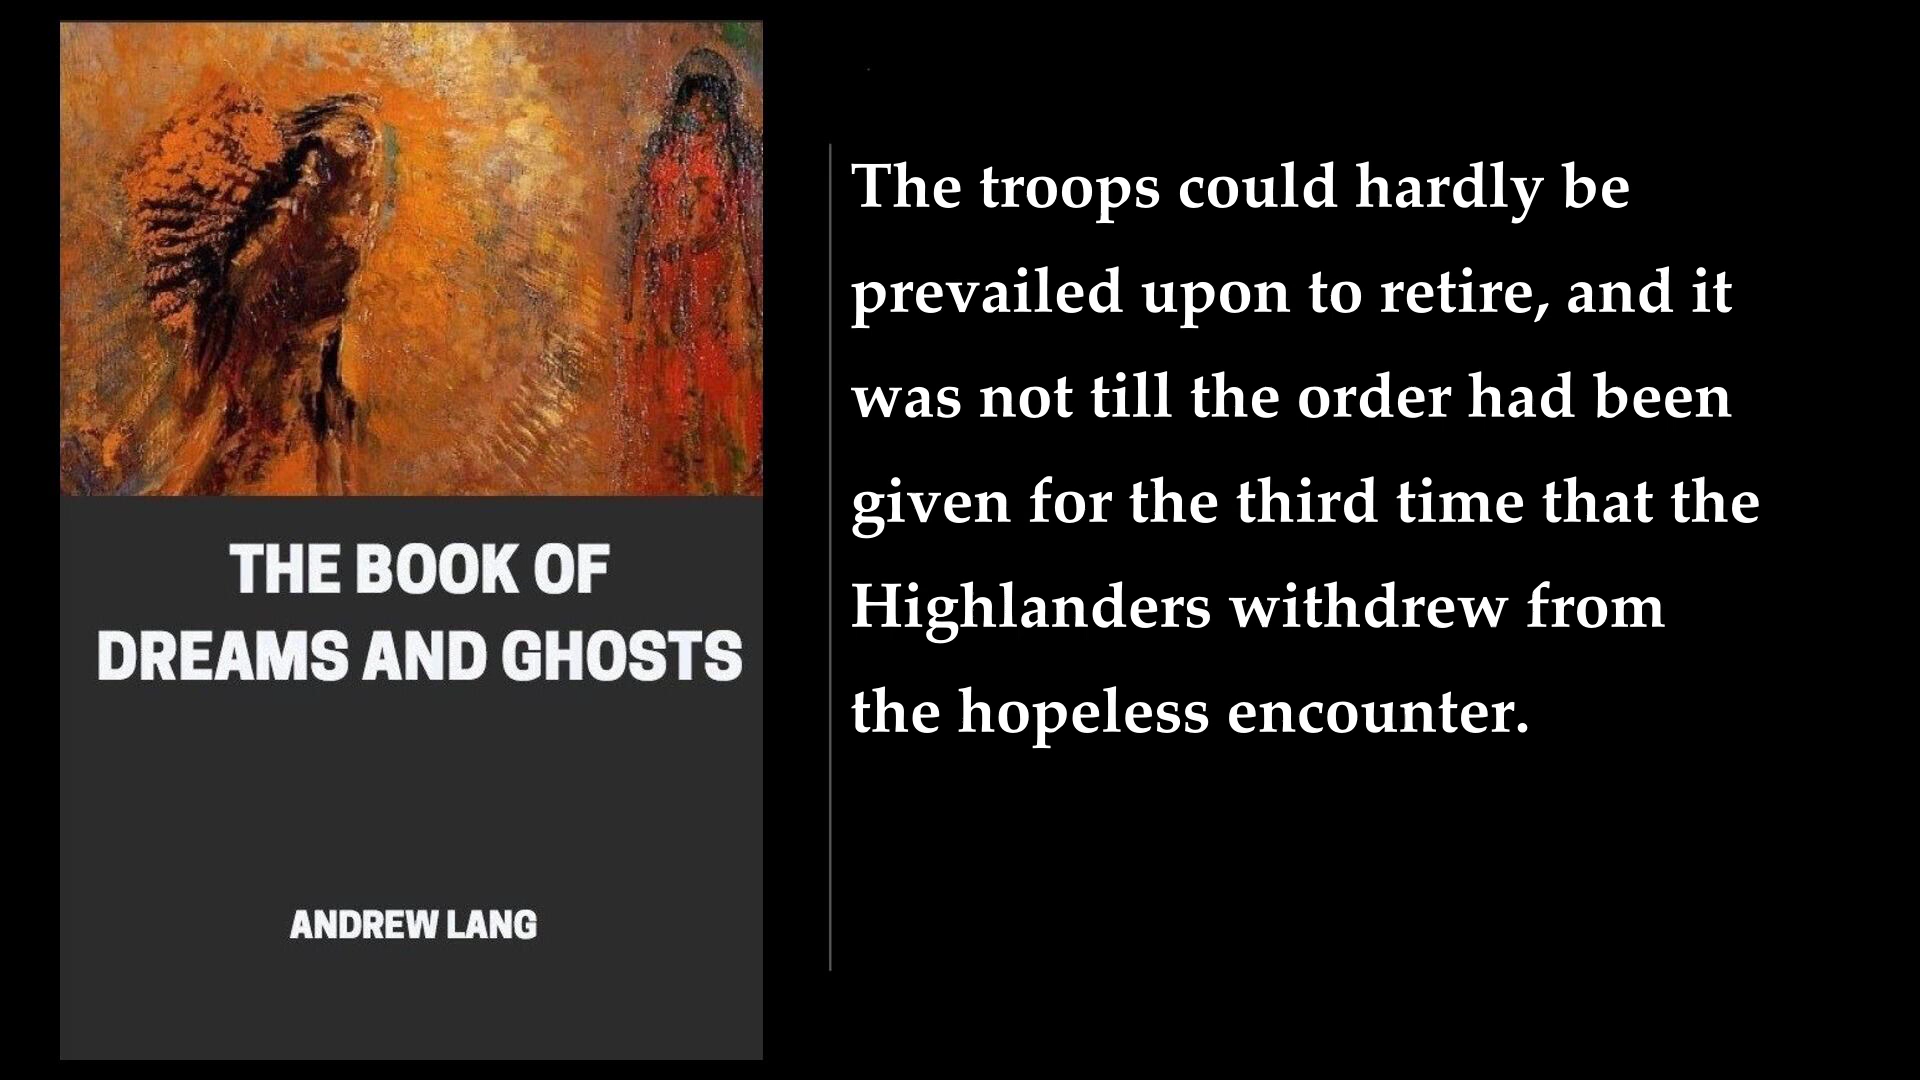 THE BOOK OF
DREAMS AND GHOSTS
ANDREW LANG
The troops could hardly be
prevailed upon to retire, and it
was not till the order had been
given for the third time that the
Highlanders withdrew from
the hopeless encounter.